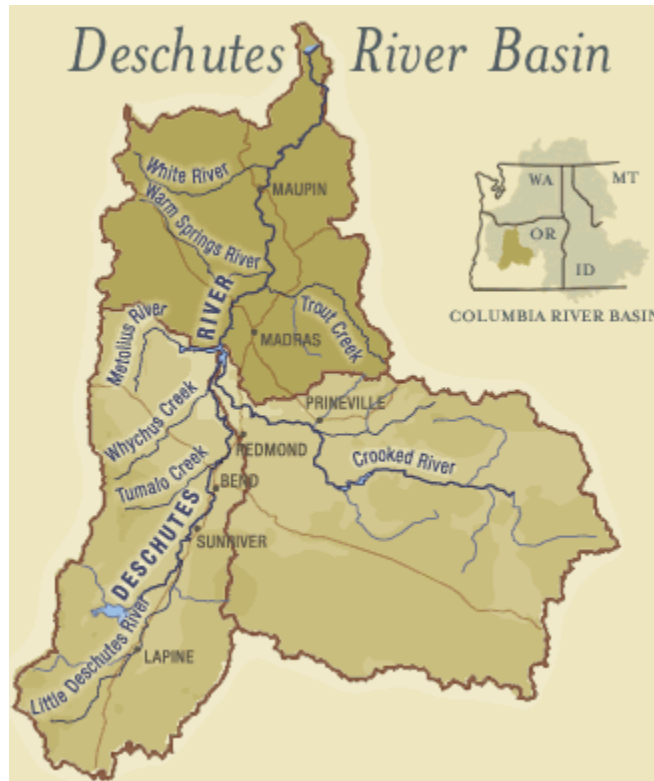 Deschutes River Basin
White River
MAUPIN
Warm Springs River
WA
MT
OR
ID
COLUMBIA RIVER BASIN
RIVER
Trout Creek
MADRAS
Metolius River
PRINEVILLE
Whychus Creek
REDMOND
Crooked River
Tumalo Creek
BEND
DESCHUTES
SUNRIVER
Little Deschutes River
LAPINE